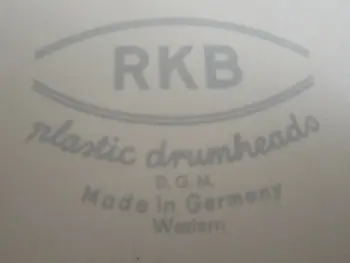 RKB
plastic drumheads
D.G.M.
Made in Germany
Western